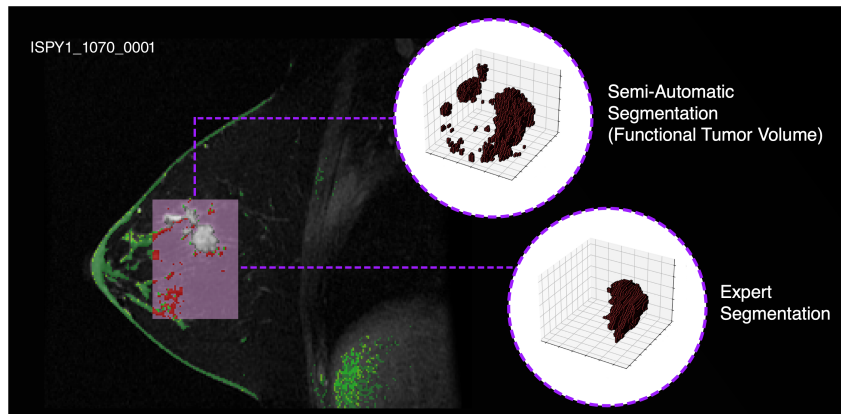 ISPY1_1070_0001
Semi-Automatic
Segmentation
(Functional Tumor Volume)
Expert
Segmentation